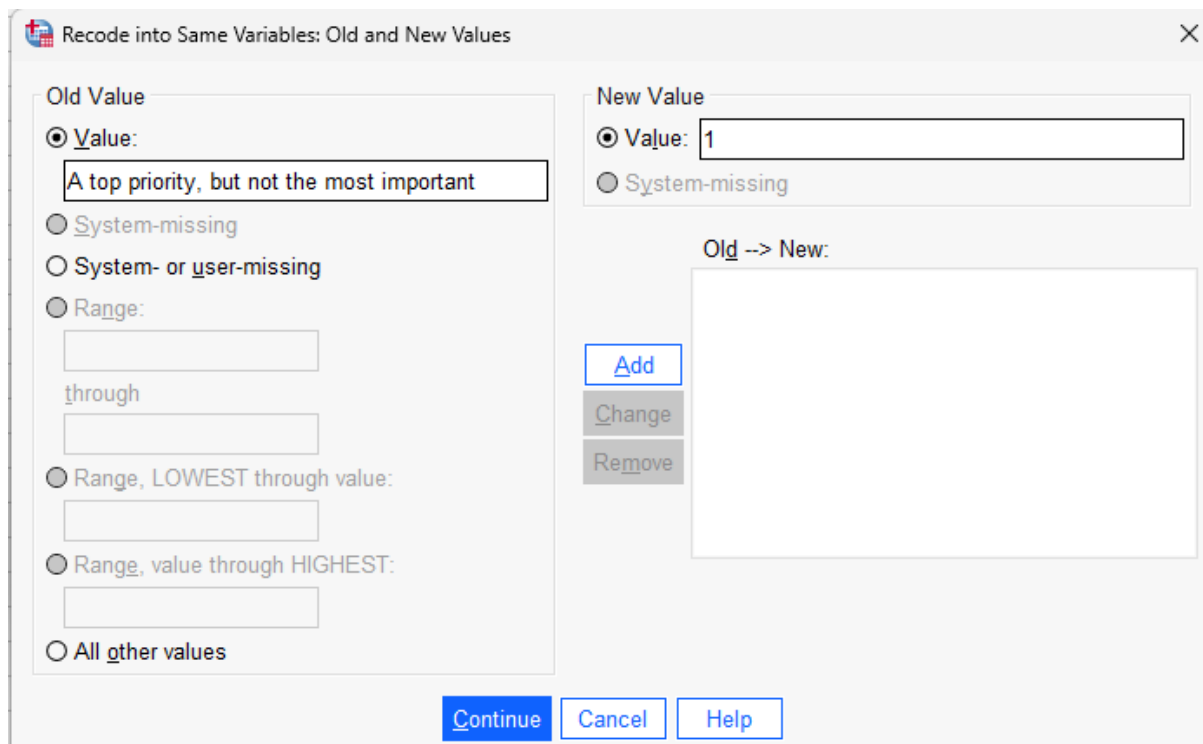 Recode into Same Variables: Old and New Values
Old Value
Value:
A top priority, but not the most important
System-missing
System- or user-missing
Range:
through
Range, LOWEST through value:
Range, value through HIGHEST:
All other values
New Value
Value: 1
System-missing
Old --> New:
Add
Change
Remove
Continue
Cancel
Help